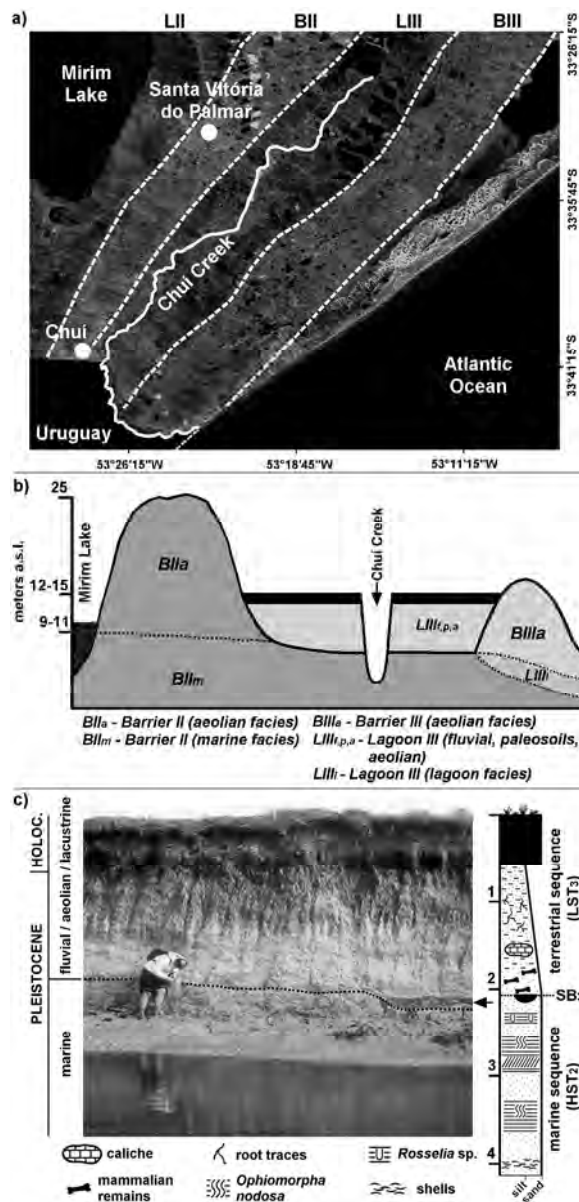 a)
LII BII LIII BIII
33°26'15"S
Mirim
Lake
Santa Vitória
do Palmar
33°35'45"S
Chuí Creek
Chuí
Atlantic
Ocean
33°41'15"S
Uruguay
53°26'15"W 53°18'45"W 53°11'15"W
b)
meters a.s.l.
25
12-15
9-11
Mirim Lake
Chuí Creek
BIIa
LIIIf,p,a
BIIIa
LIIIl
BIIm
BIIa - Barrier II (aeolian facies)
BIIm - Barrier II (marine facies)
BIIIa - Barrier III (aeolian facies)
LIIIf,p,a - Lagoon III (fluvial, paleosoils,
aeolian)
LIIIl - Lagoon III (lagoon facies)
c)
HOLOC.
PLEISTOCENE
fluvial / aeolian / lacustrine
marine
1
2
3
4
terrestrial sequence
(LST3)
marine sequence
(HST2)
silt
sand
caliche
root traces
Rosselia sp.
mammalian
remains
Ophiomorpha
nodosa
shells